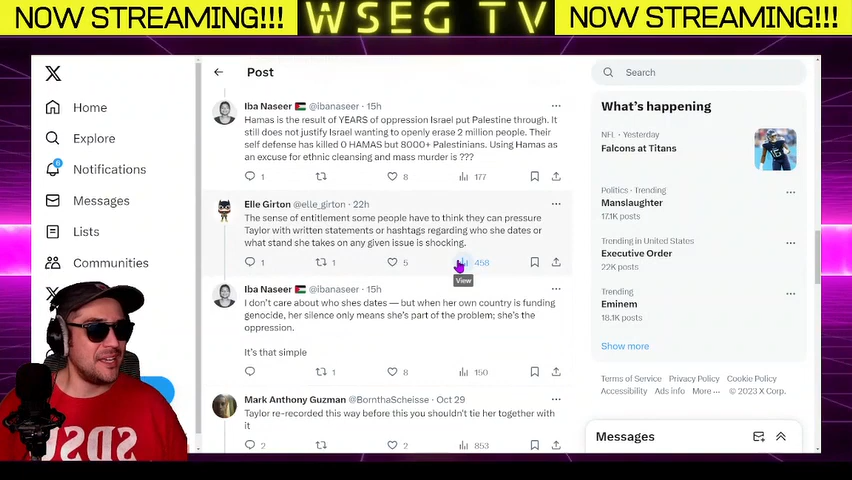 NOW STREAMING!!!
WSEG TV
NOW STREAMING!!!
Post
Search
Home
Explore
Notifications
6
Messages
Lists
Communities
Iba Naseer 🇵🇸 @ibanaseer · 15h
Hamas is the result of YEARS of oppression Israel put Palestine through. It
still does not justify Israel wanting to openly erase 2 million people. Their
self defense has killed 0 HAMAS but 8000+ Palestinians. Using Hamas as
an excuse for ethnic cleansing and mass murder is ???
1
8
177
Elle Girton @elle_girton · 22h
The sense of entitlement some people have to think they can pressure
Taylor with written statements or hashtags regarding who she dates or
what stand she takes on any given issue is shocking.
1
1
5
458
View
Iba Naseer 🇵🇸 @ibanaseer · 15h
I don't care about who shes dates — but when her own country is funding
genocide, her silence only means she's part of the problem; she's the
oppression.
It's that simple
1
8
150
Mark Anthony Guzman @BornthaScheisse · Oct 29
Taylor re-recorded this way before this you shouldn't tie her together with
it
2
2
853
What's happening
NFL · Yesterday
Falcons at Titans
Politics · Trending
Manslaughter
17.1K posts
Trending in United States
Executive Order
22K posts
Trending
Eminem
18.1K posts
Show more
Terms of Service Privacy Policy Cookie Policy
Accessibility Ads info More ··· © 2023 X Corp.
Messages
SDSU